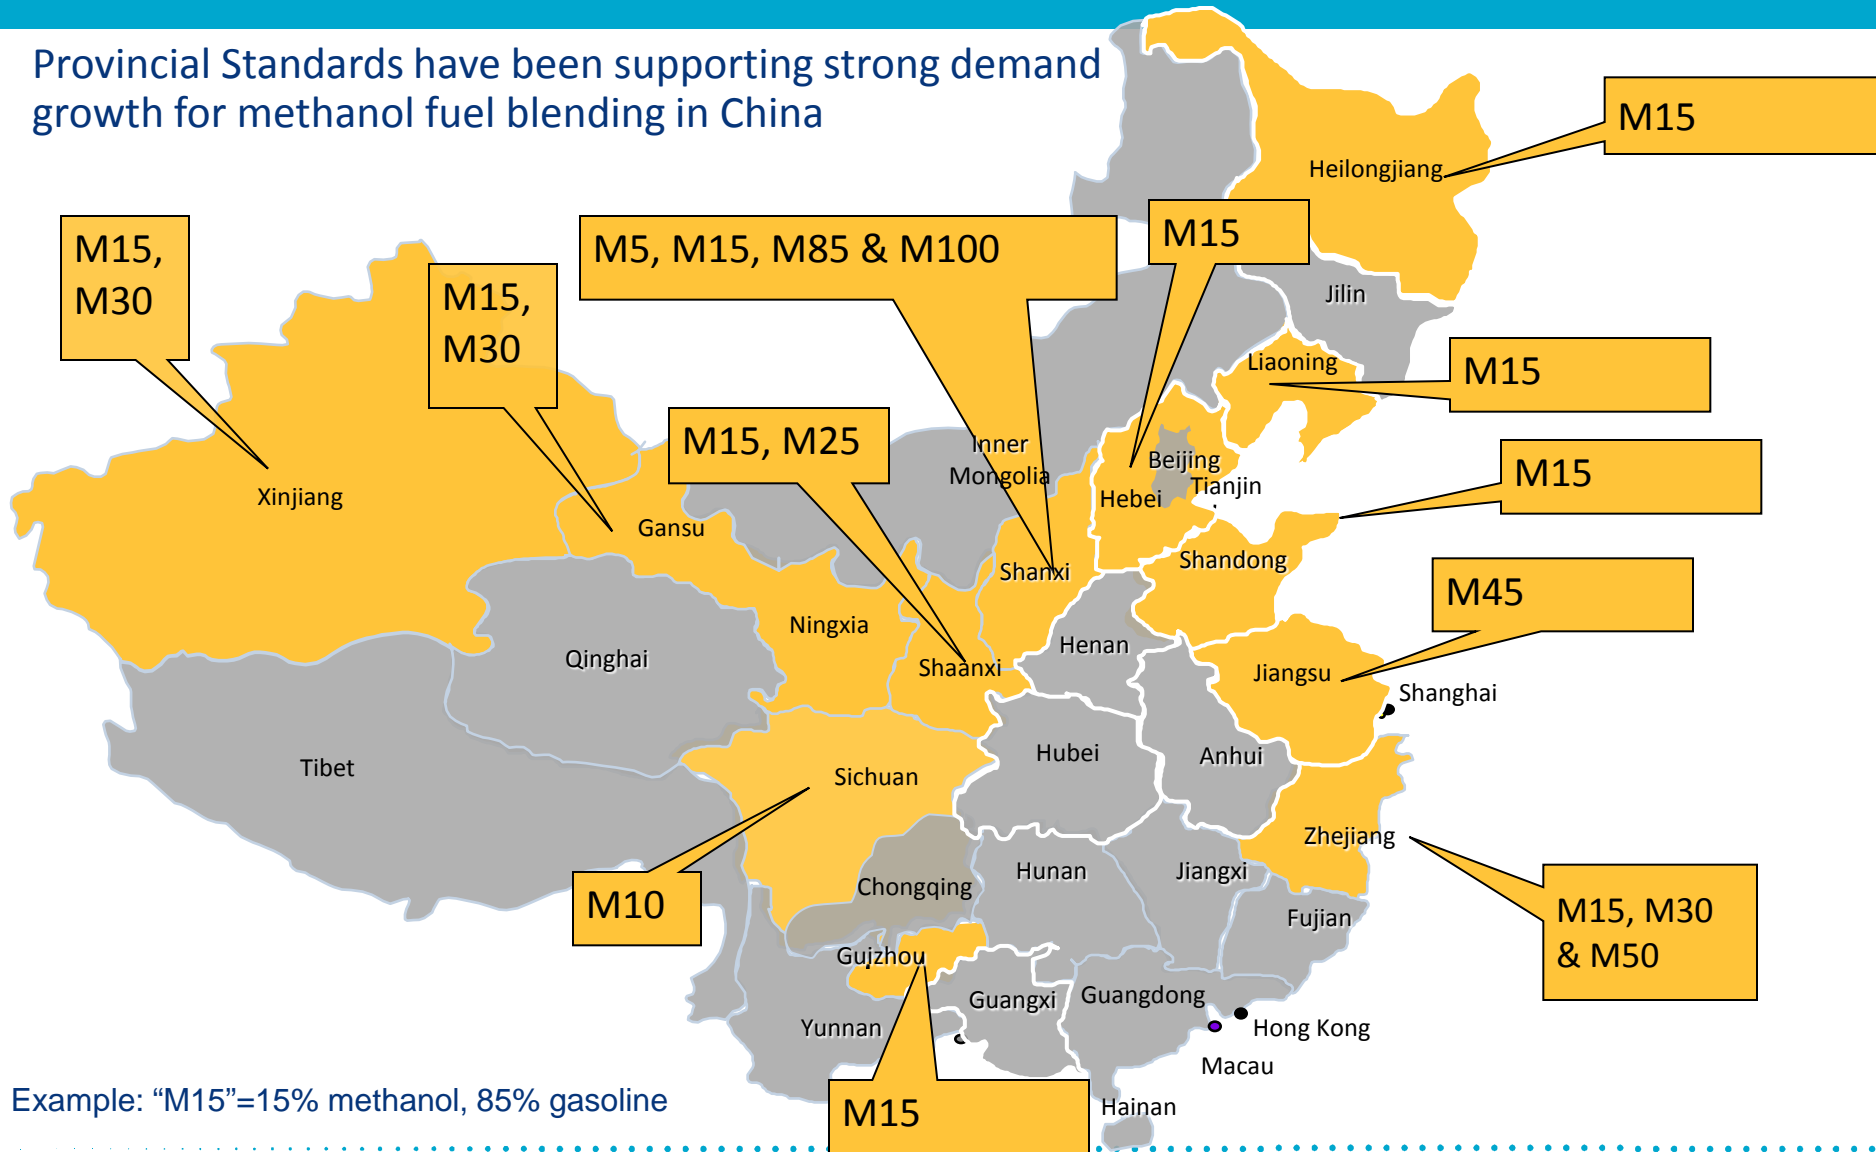 Provincial Standards have been supporting strong demand
growth for methanol fuel blending in China
M15
Heilongjiang
M15,
M30
M15,
M30
M5, M15, M85 & M100
M15
Jilin
Liaoning
M15
M15, M25
Inner
Mongolia
Beijing
Tianjin
Hebei
M15
Xinjiang
Gansu
Shanxi
Shandong
M45
Ningxia
Qinghai
Shaanxi
Henan
Jiangsu
Shanghai
Tibet
Sichuan
Hubei
Anhui
Zhejiang
M10
Chongqing
Hunan
Jiangxi
Fujian
M15, M30
& M50
Guizhou
Guangxi
Guangdong
Yunnan
Hong Kong
Macau
Example: “M15”=15% methanol, 85% gasoline
M15
Hainan